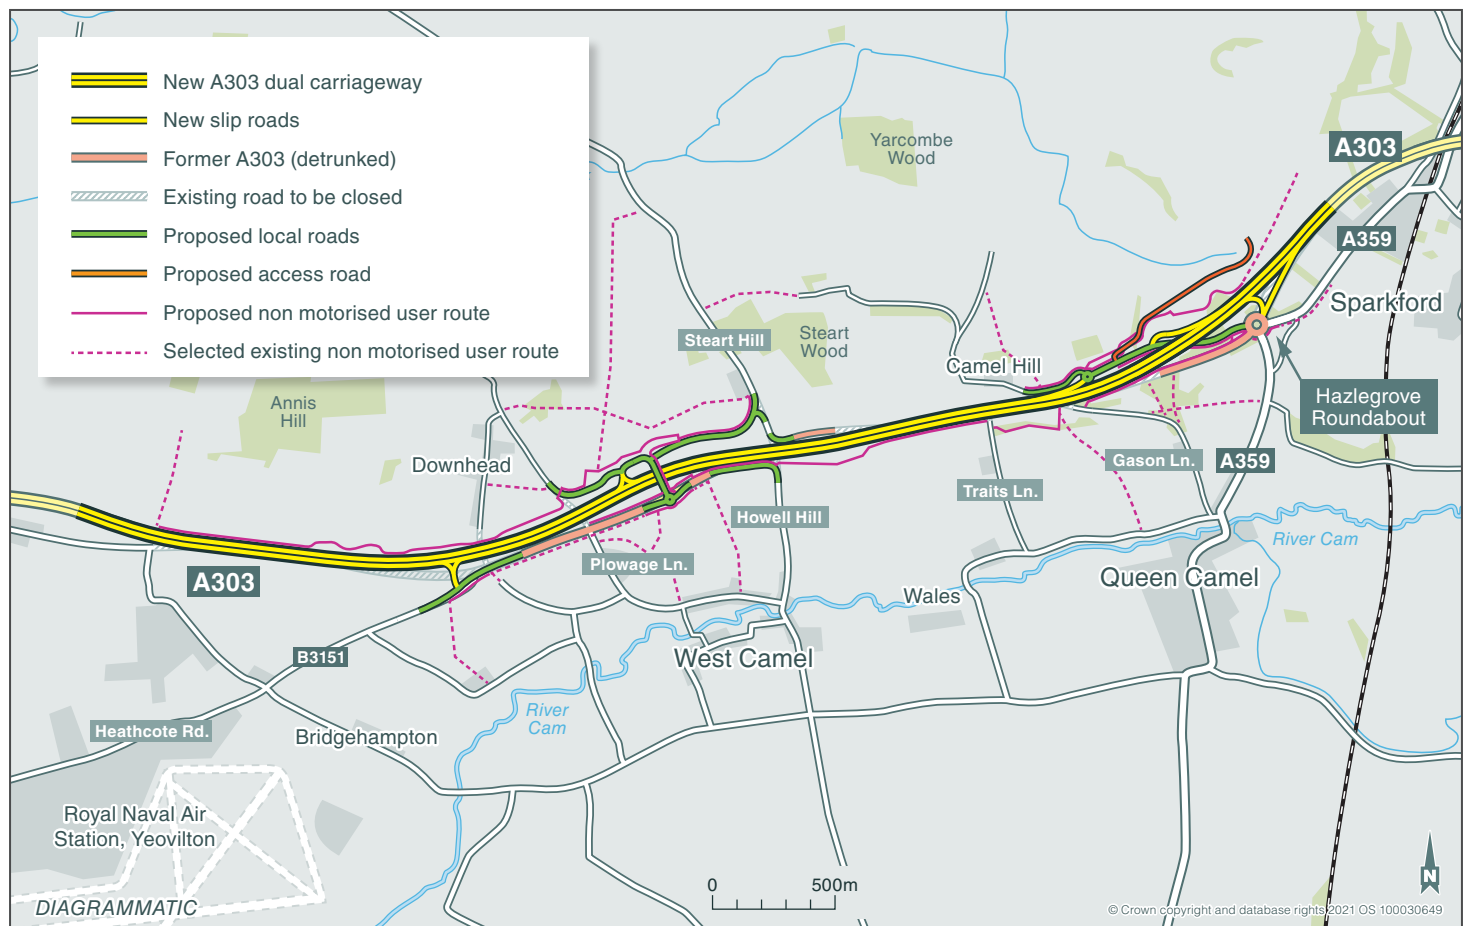 New A303 dual carriageway
New slip roads
Former A303 (detrunked)
Existing road to be closed
Proposed local roads
Proposed access road
Proposed non motorised user route
Selected existing non motorised user route
Yarcombe
Wood
A303
A359
Sparkford
Steart Hill
Steart
Wood
Camel Hill
Hazlegrove
Roundabout
Annis
Hill
Downhead
Gason Ln.
A359
Traits Ln.
Howell Hill
River Cam
Plowage Ln.
A303
Queen Camel
Wales
B3151
West Camel
River
Cam
Heathcote Rd.
Bridgehampton
Royal Naval Air
Station, Yeovilton
0 500m
N
DIAGRAMMATIC
© Crown copyright and database rights 2021 OS 100030649